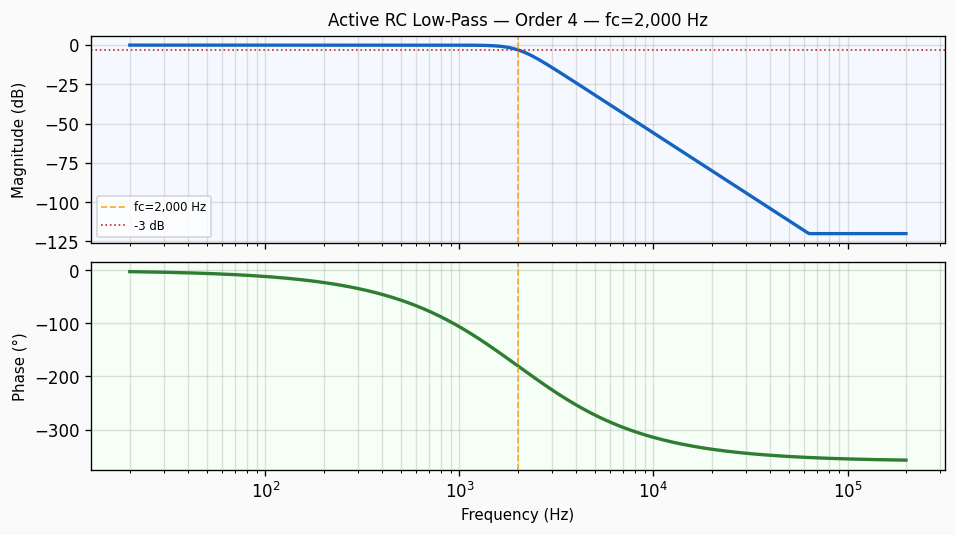 Active RC Low-Pass — Order 4 — fc=2,000 Hz
Magnitude (dB)
0
−25
−50
−75
−100
−125
fc=2,000 Hz
-3 dB
Phase (°)
0
−100
−200
−300
10²
10³
10⁴
10⁵
Frequency (Hz)